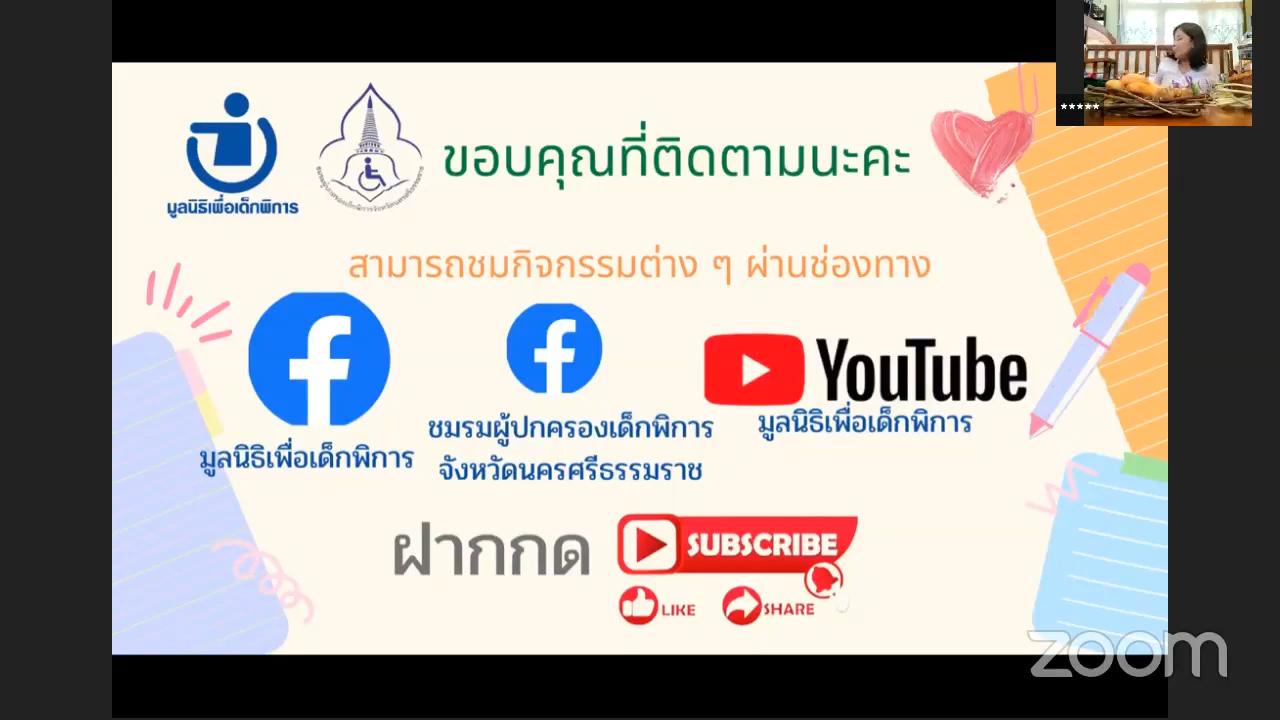 *****
ขอบคุณที่ติดตามนะคะ
มูลนิธิเพื่อเด็กพิการ
สามารถชมกิจกรรมต่าง ๆ ผ่านช่องทาง
YouTube
มูลนิธิเพื่อเด็กพิการ
ชมรมผู้ปกครองเด็กพิการ
จังหวัดนครศรีธรรมราช
มูลนิธิเพื่อเด็กพิการ
ฝากกด
SUBSCRIBE
LIKE SHARE
zoom